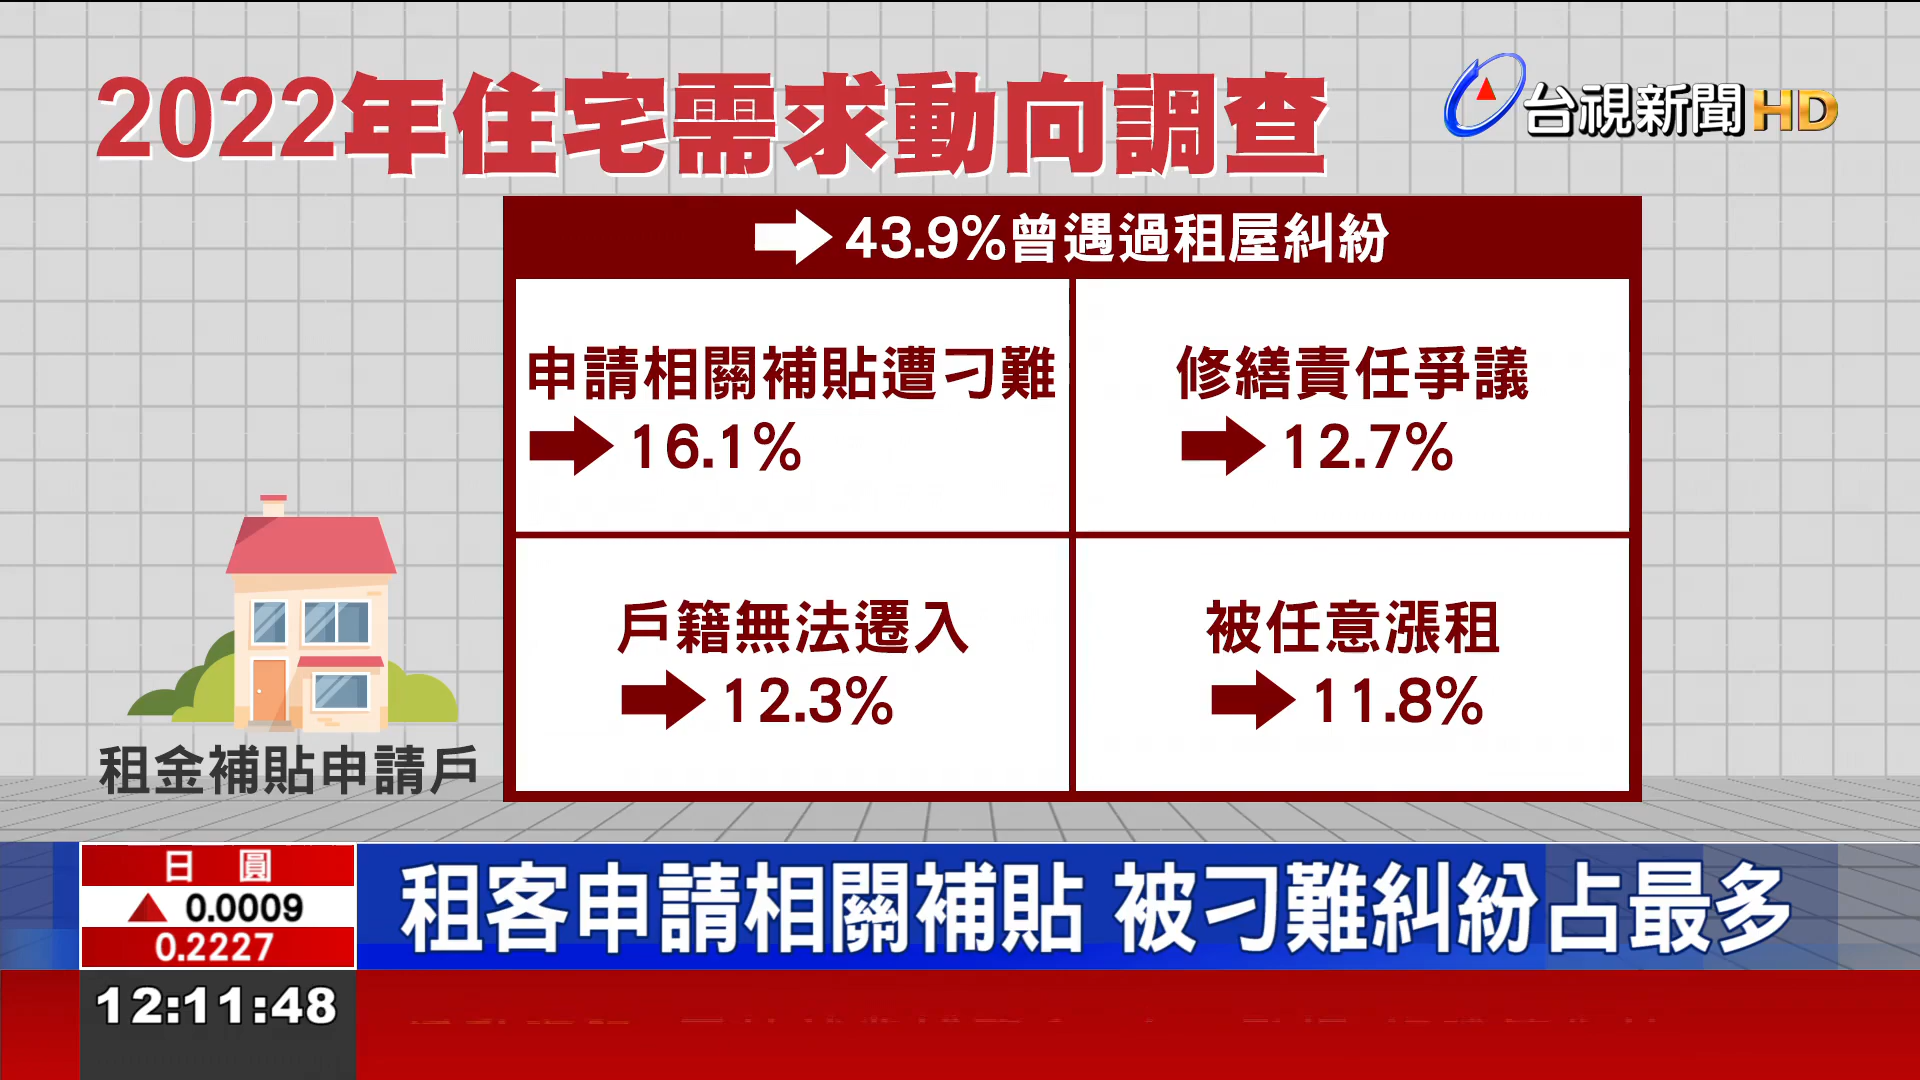 2022年住宅需求動向調查
台視新聞HD
43.9%曾遇過租屋糾紛
申請相關補貼遭刁難
16.1%
修繕責任爭議
12.7%
戶籍無法遷入
12.3%
被任意漲租
11.8%
租金補貼申請戶
日 圓
0.0009
0.2227
租客申請相關補貼 被刁難糾紛占最多
12:11:48